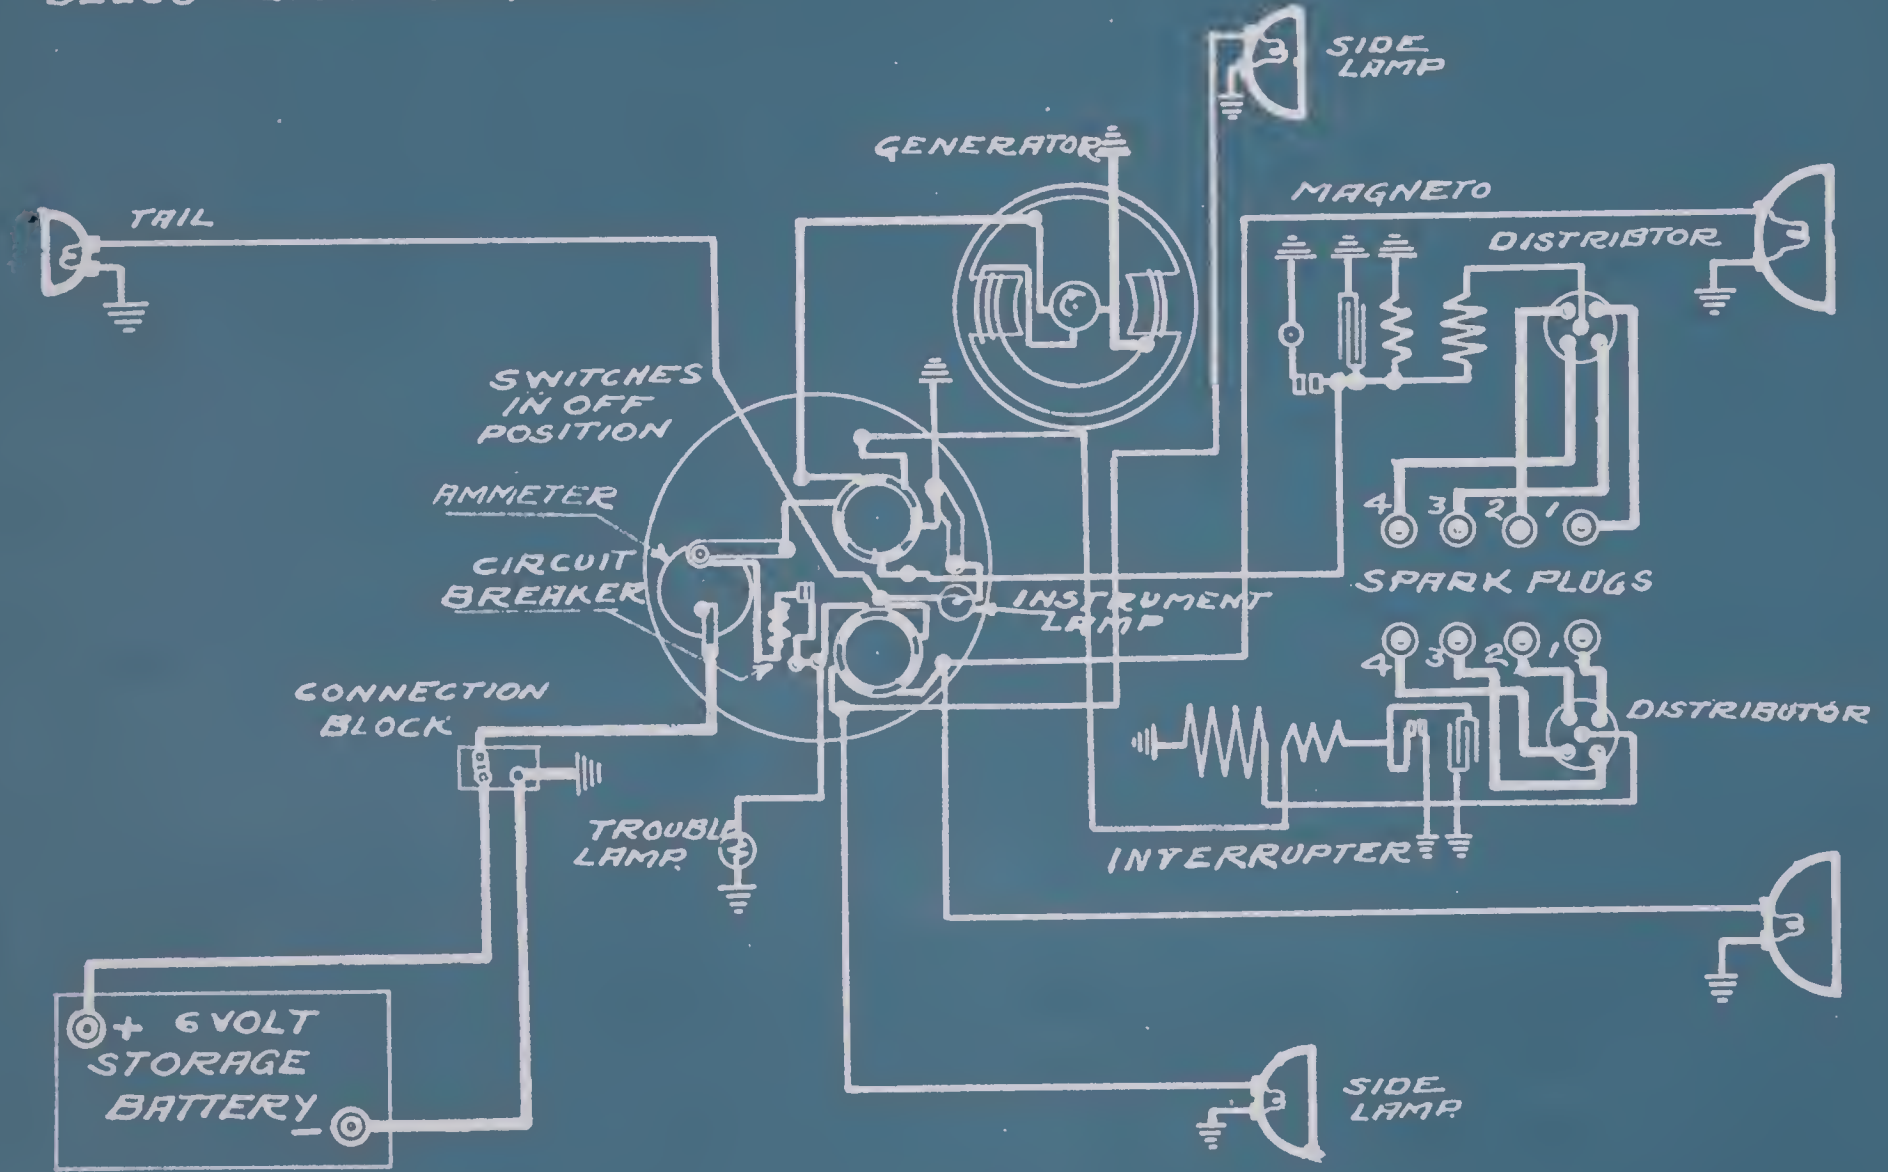 SIDE
LAMP
GENERATOR
MAGNETO
TAIL
DISTRIBTOR
SWITCHES
IN OFF
POSITION
AMMETER
4 3 2 1
CIRCUIT
BREAKER
SPARK PLUGS
INSTRUMENT
LAMP
4 3 2 1
CONNECTION
BLOCK
DISTRIBUTOR
TROUBLE
LAMP.
INTERRUPTER
+ 6 VOLT
STORAGE
BATTERY
-
SIDE
LAMP.